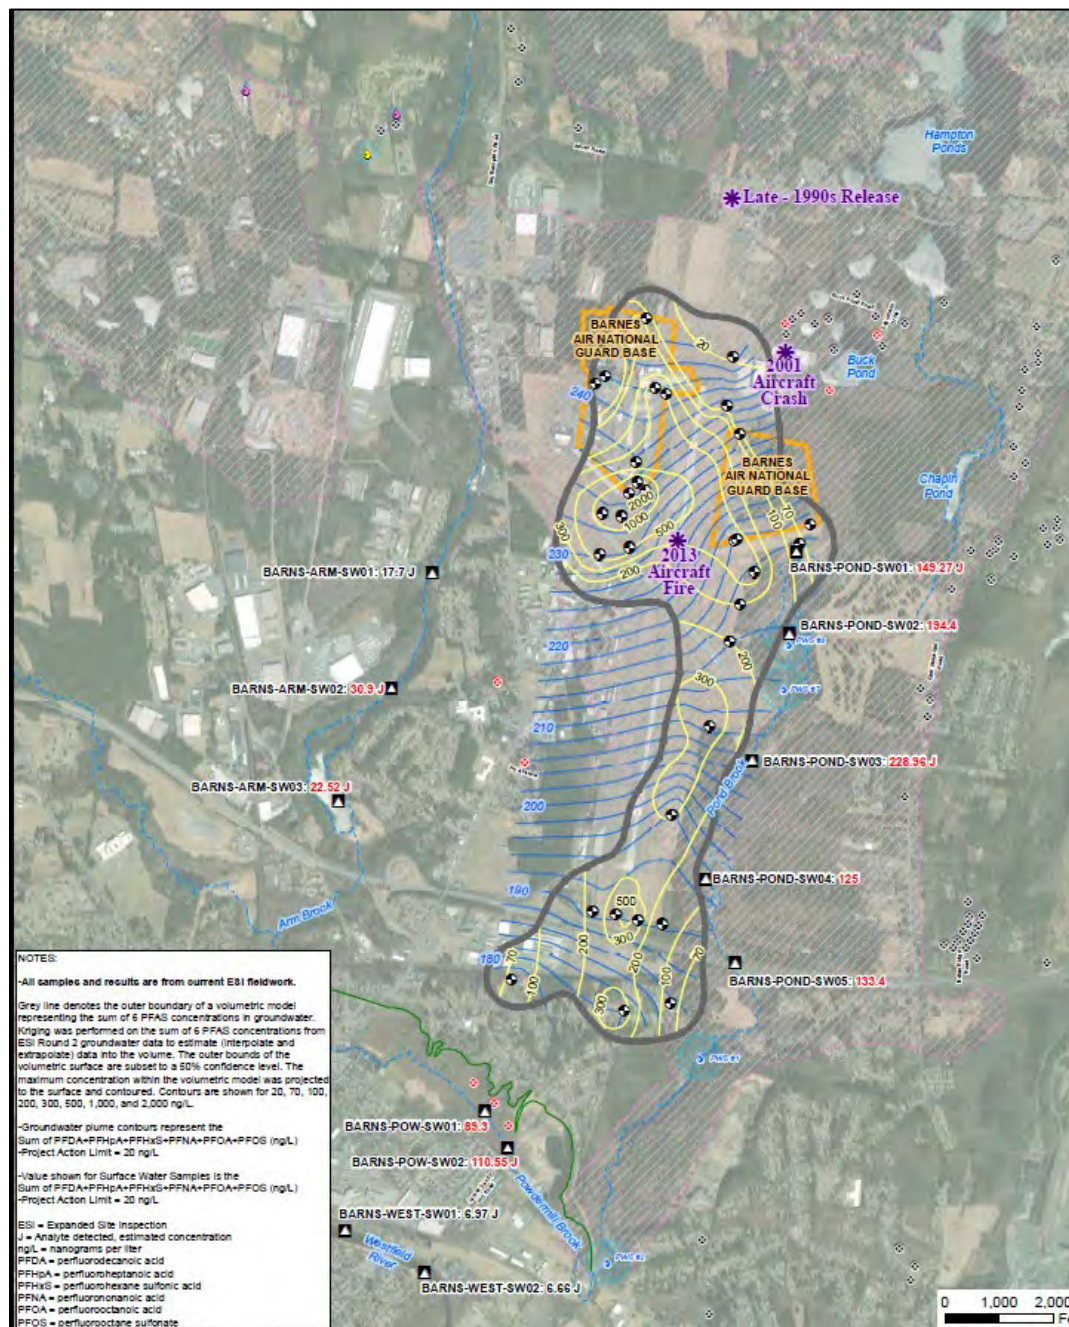 Hampton
Ponds
Late - 1990s Release
BARNES
AIR NATIONAL
GUARD BASE
20
2001
Aircraft
Crash
Buck
Pond
240
BARNES
AIR NATIONAL
GUARD BASE
Chapin
Pond
2000
1000
500
300
70
100
230
2013
Aircraft
Fire
200
BARNS-POND-SW01: 149.27 J
BARNS-ARM-SW01: 17.7 J
BARNS-POND-SW02: 194.4
220
200
300
BARNS-ARM-SW02: 30.9 J
210
BARNS-POND-SW03: 228.96 J
Pond Brook
BARNS-ARM-SW03: 22.52 J
200
190
500
BARNS-POND-SW04: 125
Arm Brook
300
200
180
70
100
200
100
70
300
BARNS-POND-SW05: 133.4
NOTES:
-All samples and results are from current ESI fieldwork.
Grey line denotes the outer boundary of a volumetric model
representing the sum of 6 PFAS concentrations in groundwater.
Kriging was performed on the sum of 6 PFAS concentrations from
ESI Round 2 groundwater data to estimate (interpolate and
extrapolate) data into the volume. The outer bounds of the
volumetric surface are subset to a 50% confidence level. The
maximum concentration within the volumetric model was projected
to the surface and contoured. Contours are shown for 20, 70, 100,
200, 300, 500, 1,000, and 2,000 ng/L.
-Groundwater plume contours represent the
Sum of PFDA+PFHpA+PFHxS+PFNA+PFOA+PFOS (ng/L)
-Project Action Limit = 20 ng/L
-Value shown for Surface Water Samples is the
Sum of PFDA+PFHpA+PFHxS+PFNA+PFOA+PFOS (ng/L)
-Project Action Limit = 20 ng/L
ESI = Expanded Site Inspection
J = Analyte detected, estimated concentration
ng/L = nanograms per liter
PFDA = perfluorodecanoic acid
PFHpA = perfluoroheptanoic acid
PFHxS = perfluorohexane sulfonic acid
PFNA = perfluorononanoic acid
PFOA = perfluorooctanoic acid
PFOS = perfluorooctane sulfonate
BARNS-POW-SW01: 89.3
BARNS-POW-SW02: 110.55 J
Powdermill Brook
BARNS-WEST-SW01: 6.97 J
Westfield
River
PWS #2
BARNS-WEST-SW02: 6.66 J
0 1,000 2,000